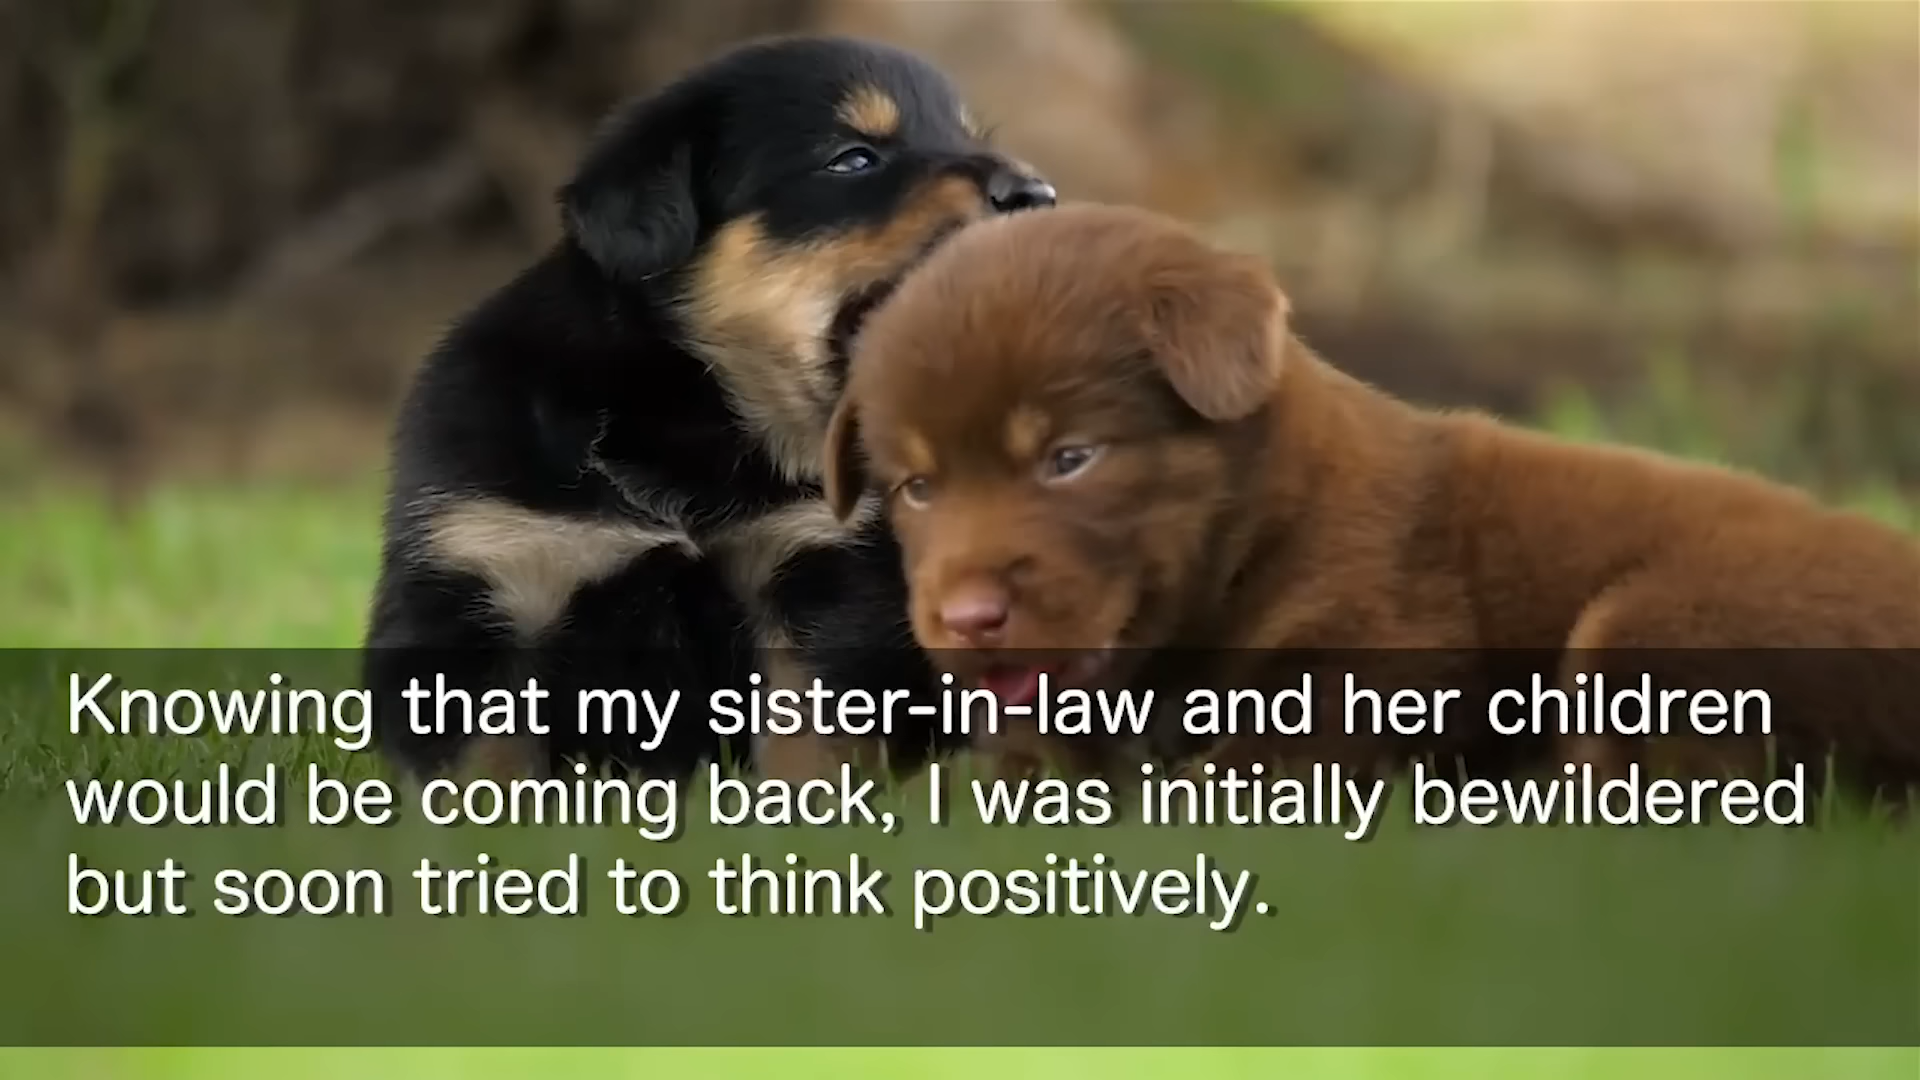 Knowing that my sister-in-law and her children
would be coming back, I was initially bewildered
but soon tried to think positively.